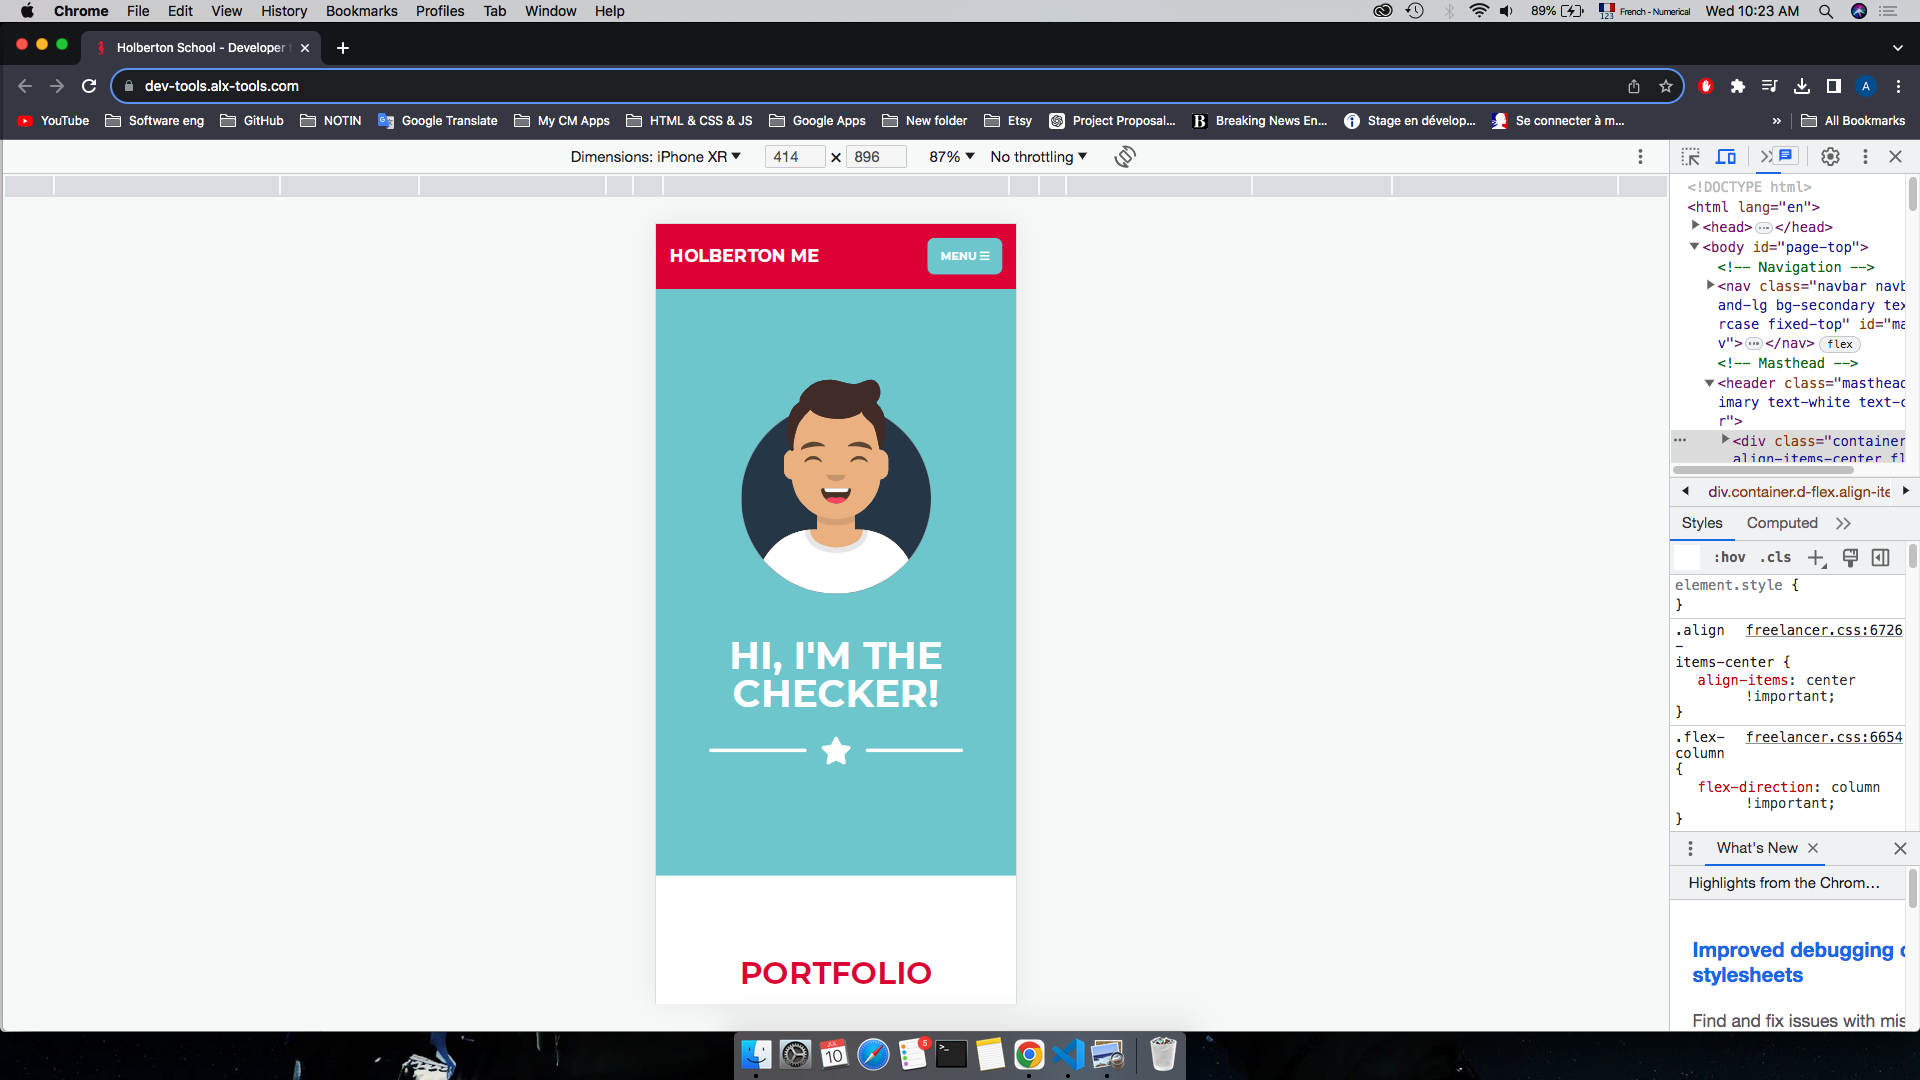 Chrome File Edit View History Bookmarks Profiles Tab Window Help
89% 123 French - Numerical Wed 10:23 AM
Holberton School - Developer
dev-tools.alx-tools.com
A
YouTube Software eng GitHub NOTIN Google Translate My CM Apps HTML & CSS & JS Google Apps New folder Etsy Project Proposal... Breaking News En... Stage en dévelop... Se connecter à m... » All Bookmarks
Dimensions: iPhone XR 414 × 896 87% No throttling
HOLBERTON ME
MENU
HI, I'M THE
CHECKER!
PORTFOLIO
<!DOCTYPE html>
<html lang="en">
<head> ••• </head>
<body id="page-top">
<!-- Navigation -->
<nav class="navbar navb
and-lg bg-secondary tex
rcase fixed-top" id="ma
v"> ••• </nav> flex
<!-- Masthead -->
<header class="masthead
imary text-white text-c
r">
••• <div class="container
align-items-center fl
div.container.d-flex.align-ite
Styles Computed
:hov .cls
element.style {
}
.align freelancer.css:6726
-
items-center {
align-items: center
!important;
}
.flex- freelancer.css:6654
column
{
flex-direction: column
!important;
}
What's New
Highlights from the Chrom...
Improved debugging
stylesheets
Find and fix issues with mis
JUL
10
5